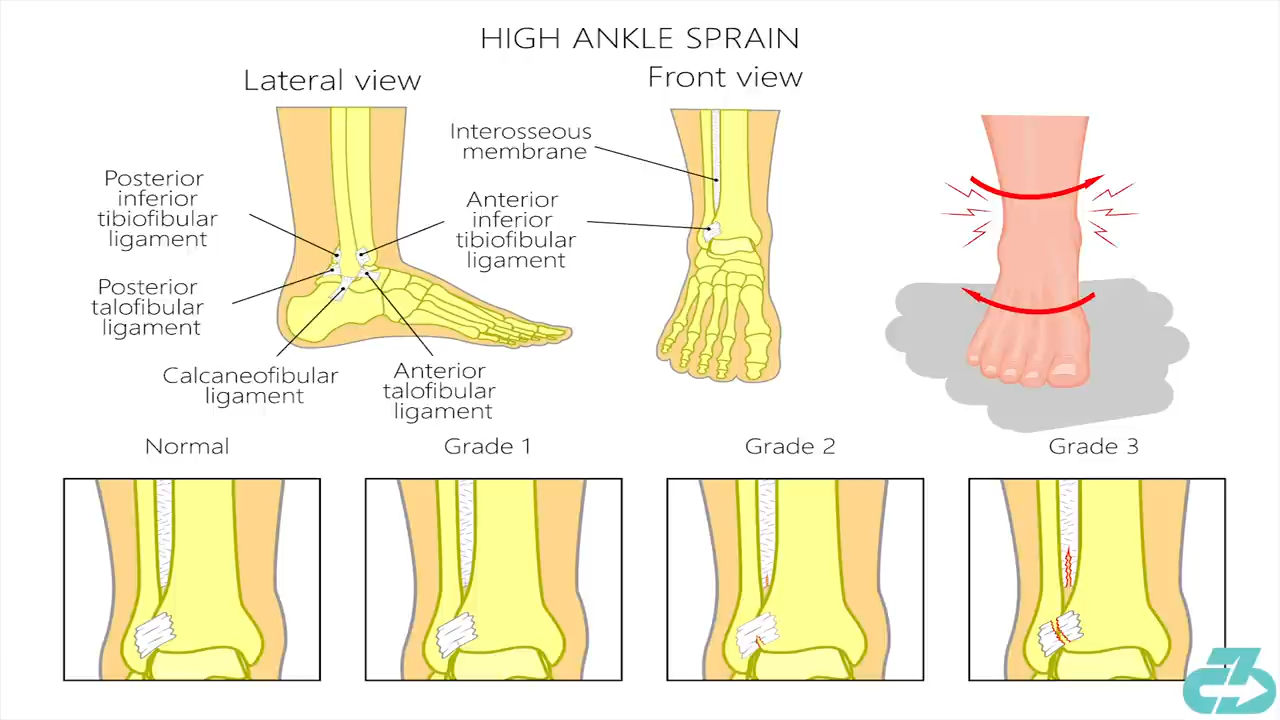 HIGH ANKLE SPRAIN
Lateral view
Front view
Interosseous
membrane
Posterior
inferior
tibiofibular
ligament
Anterior
inferior
tibiofibular
ligament
Posterior
talofibular
ligament
Calcaneofibular
ligament
Anterior
talofibular
ligament
Normal
Grade 1
Grade 2
Grade 3